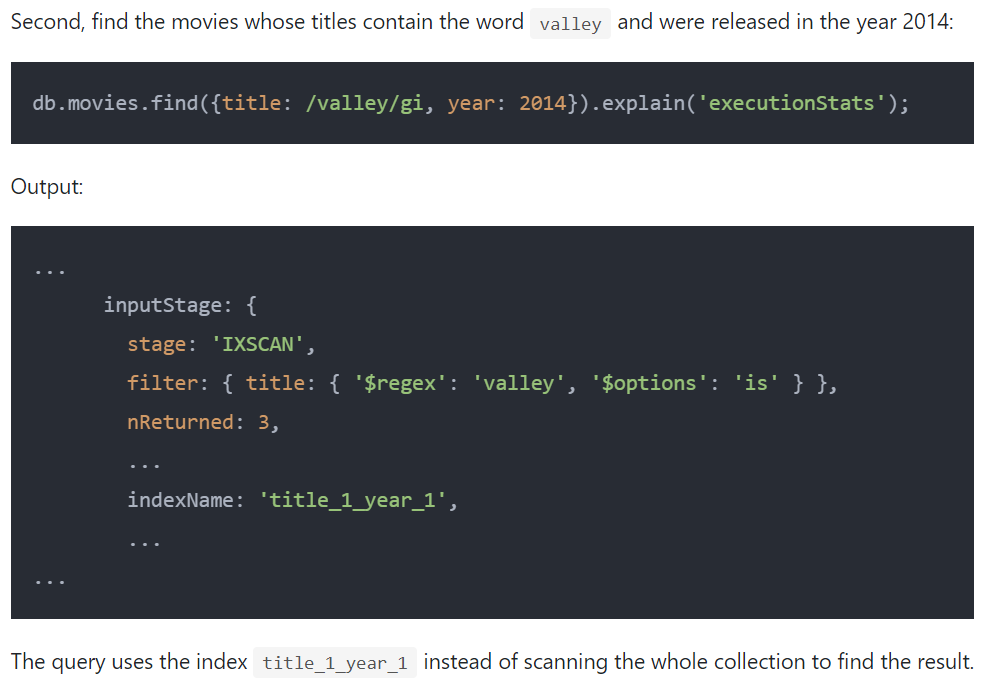 Second, find the movies whose titles contain the word valley and were released in the year 2014:
db.movies.find({title: /valley/gi, year: 2014}).explain('executionStats');
Output:
...
inputStage: {
stage: 'IXSCAN',
filter: { title: { '$regex': 'valley', '$options': 'is' } },
nReturned: 3,
...
indexName: 'title_1_year_1',
...
...
The query uses the index title_1_year_1 instead of scanning the whole collection to find the result.